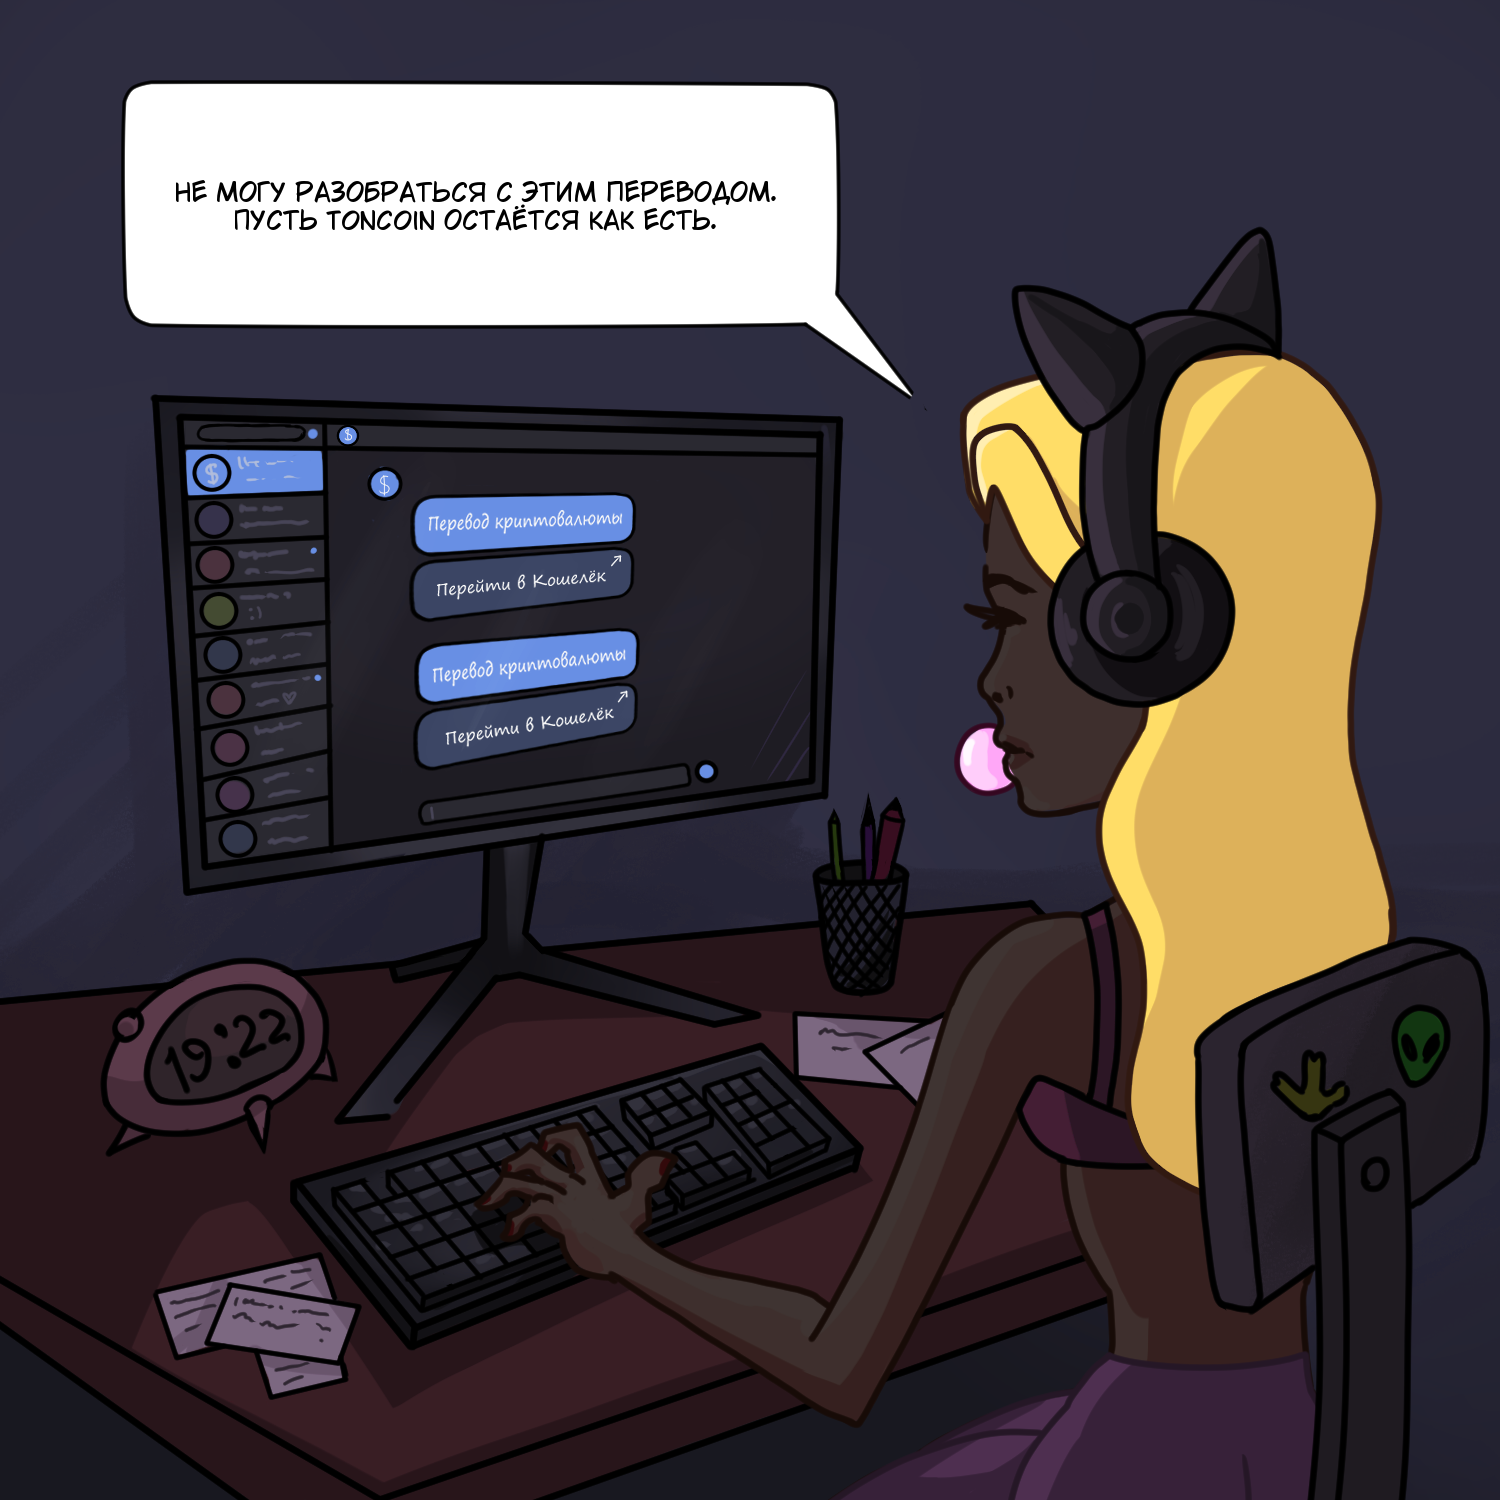 НЕ МОГУ РАЗОБРАТЬСЯ С ЭТИМ ПЕРЕВОДОМ.
ПУСТЬ TONCOIN ОСТАЁТСЯ КАК ЕСТЬ.
$
$
$
Перевод криптовалюты
Перейти в Кошелёк
:)
Перевод криптовалюты
Перейти в Кошелёк
19:22